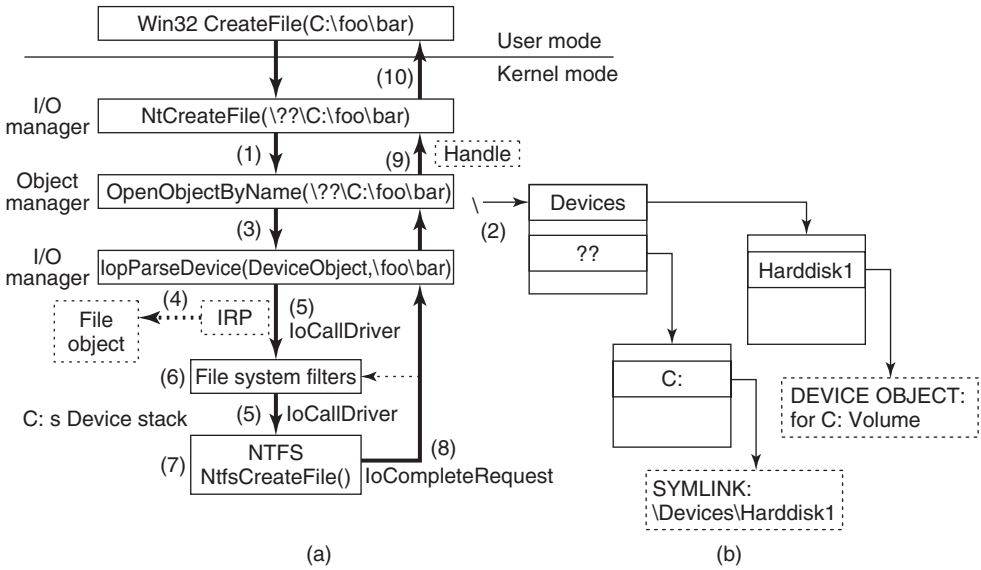 Win32 CreateFile(C:\foo\bar)
User mode
Kernel mode
(10)
I/O
manager
NtCreateFile(\??\C:\foo\bar)
(1)
(9)
Handle
Object
manager
OpenObjectByName(\??\C:\foo\bar)
(3)
I/O
manager
IopParseDevice(DeviceObject,\foo\bar)
(4)
File
object
IRP
(5)
IoCallDriver
(6)
File system filters
C: s Device stack
(5)
IoCallDriver
(7)
NTFS
NtfsCreateFile()
(8)
IoCompleteRequest
(a)
\
(2)
Devices
??
Harddisk1
C:
DEVICE OBJECT:
for C: Volume
SYMLINK:
\Devices\Harddisk1
(b)